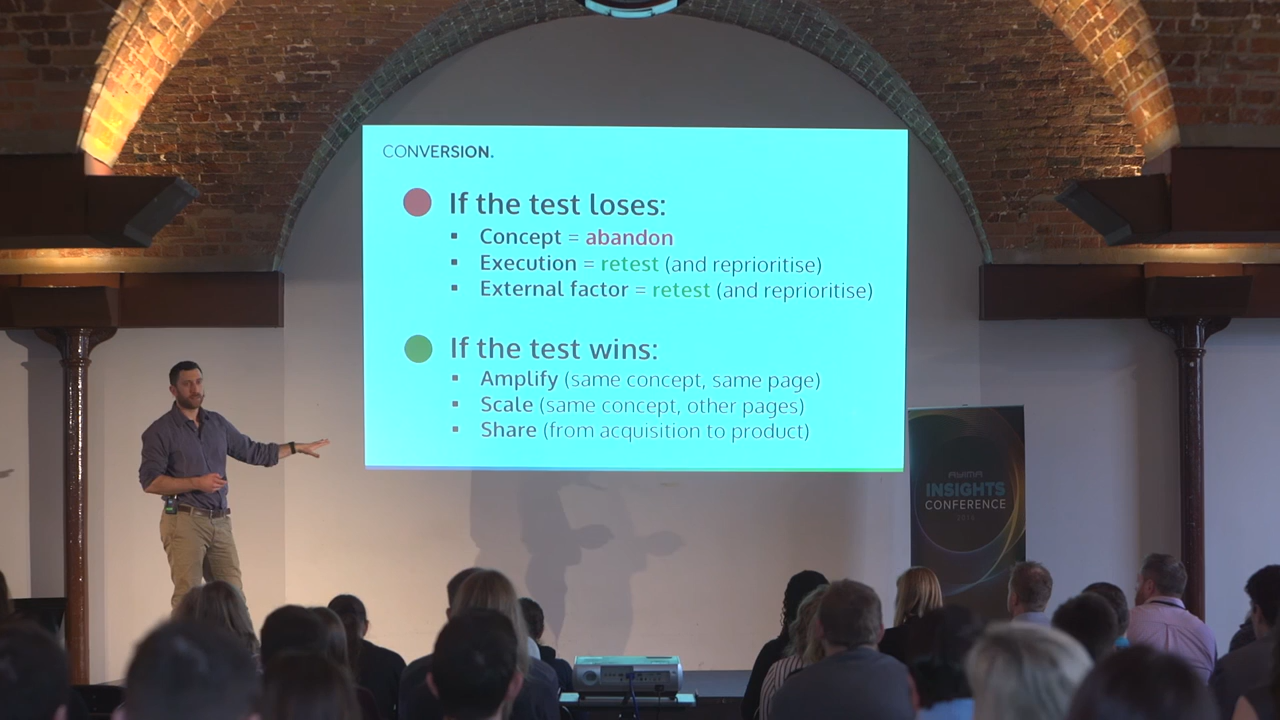 CONVERSION.
If the test loses:
▪ Concept = abandon
▪ Execution = retest (and reprioritise)
▪ External factor = retest (and reprioritise)
If the test wins:
▪ Amplify (same concept, same page)
▪ Scale (same concept, other pages)
▪ Share (from acquisition to product)
AYIMA
INSIGHTS
CONFERENCE